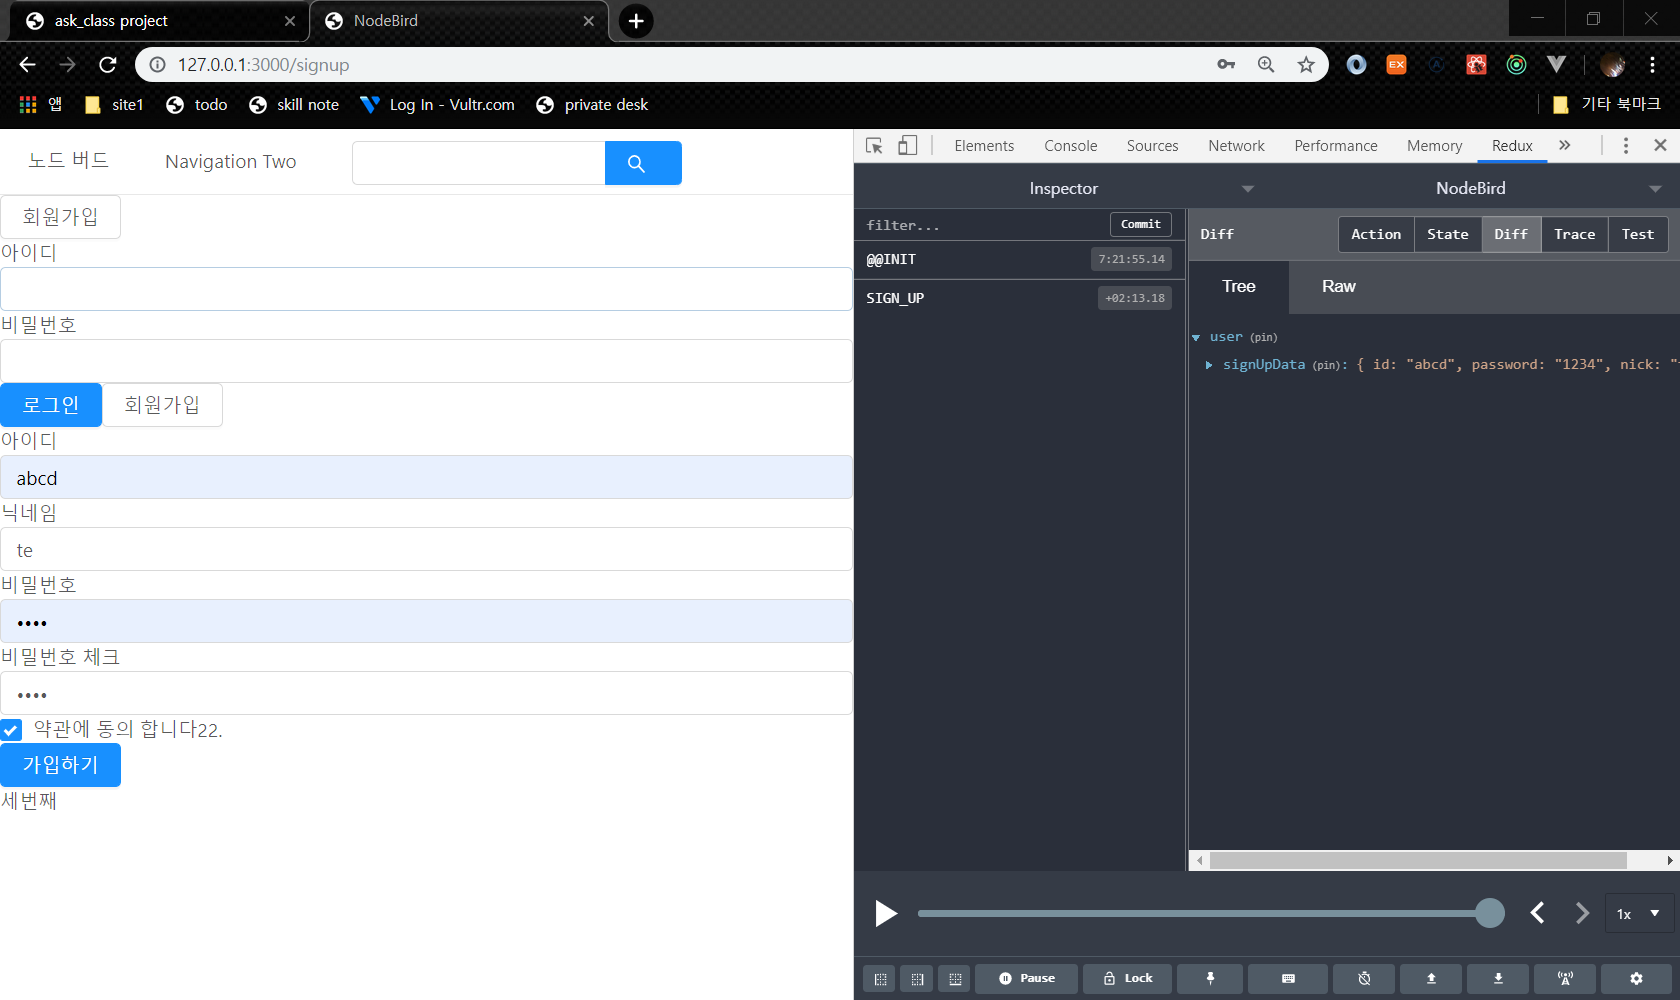 ask_class project
NodeBird
127.0.0.1:3000/signup
앱
site1
todo
skill note
Log In - Vultr.com
private desk
기타 북마크
노드 버드
Navigation Two
회원가입
아이디
비밀번호
로그인
회원가입
아이디
abcd
닉네임
te
비밀번호
••••
비밀번호 체크
••••
약관에 동의 합니다22.
가입하기
세번째
Elements Console Sources Network Performance Memory Redux
Inspector
NodeBird
filter...
Commit
@@INIT 7:21:55.14
SIGN_UP +02:13.18
Diff
Action State Diff Trace Test
Tree Raw
user (pin)
signUpData (pin): { id: "abcd", password: "1234", nick: "
1x
Pause
Lock